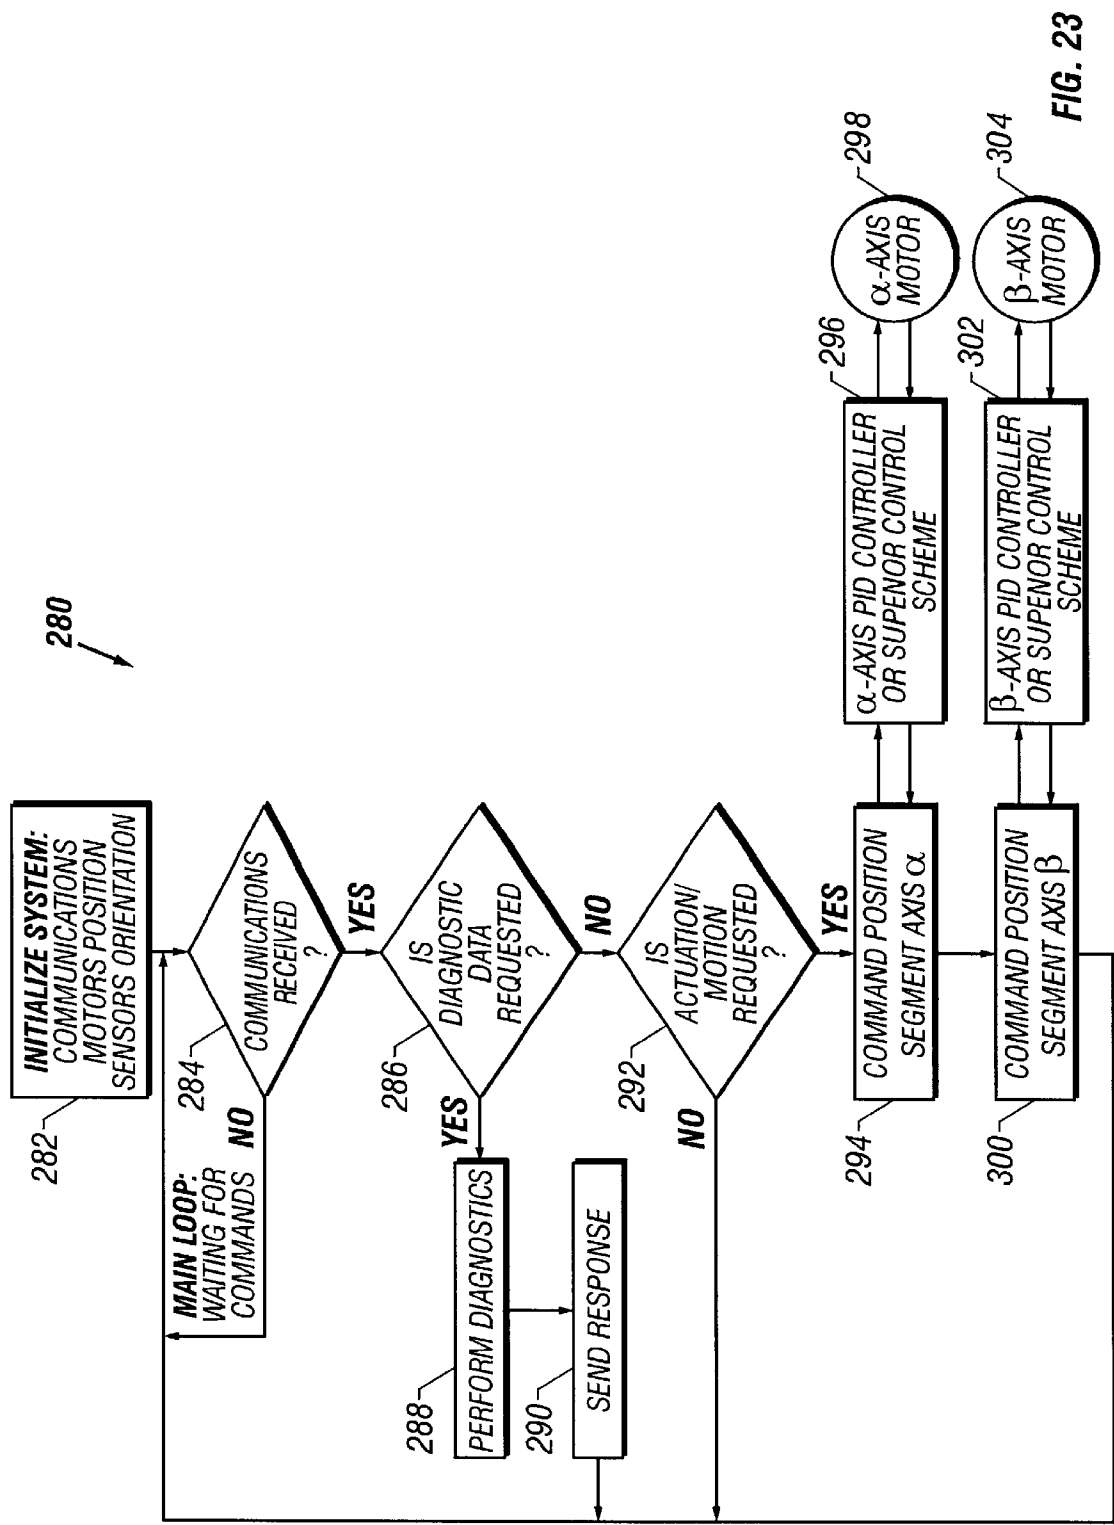 280
INITIALIZE SYSTEM:
COMMUNICATIONS
MOTORS POSITION
SENSORS ORIENTATION
282
MAIN LOOP:
WAITING FOR
COMMANDS
NO
284
COMMUNICATIONS
RECEIVED
?
YES
286
IS
DIAGNOSTIC
DATA
REQUESTED
?
YES
NO
288
PERFORM DIAGNOSTICS
290
SEND RESPONSE
292
IS
ACTUATION/
MOTION
REQUESTED
?
NO
YES
294
COMMAND POSITION
SEGMENT AXIS α
296
α-AXIS PID CONTROLLER
OR SUPENOR CONTROL
SCHEME
298
α-AXIS
MOTOR
300
COMMAND POSITION
SEGMENT AXIS β
302
β-AXIS PID CONTROLLER
OR SUPENOR CONTROL
SCHEME
304
β-AXIS
MOTOR
FIG. 23